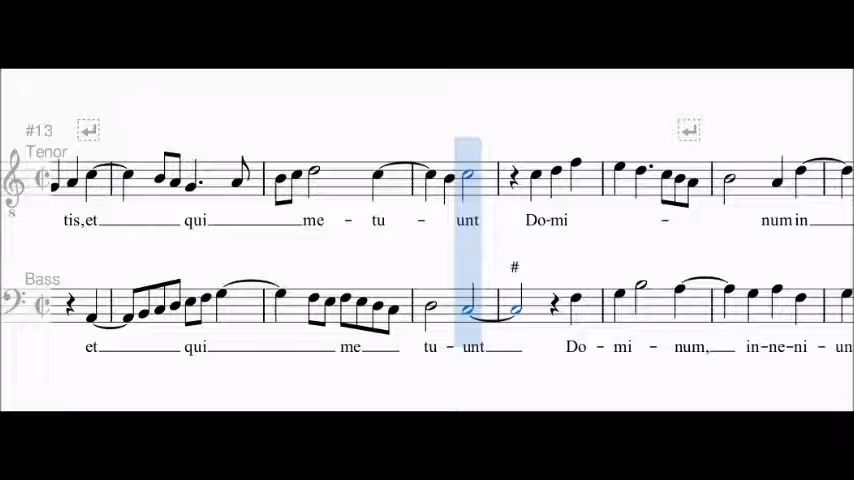 #13
Tenor
8
tis,et qui me - tu - unt Do-mi - num in
Bass
#
et qui me tu - unt Do - mi - num, in-ne-ni - un